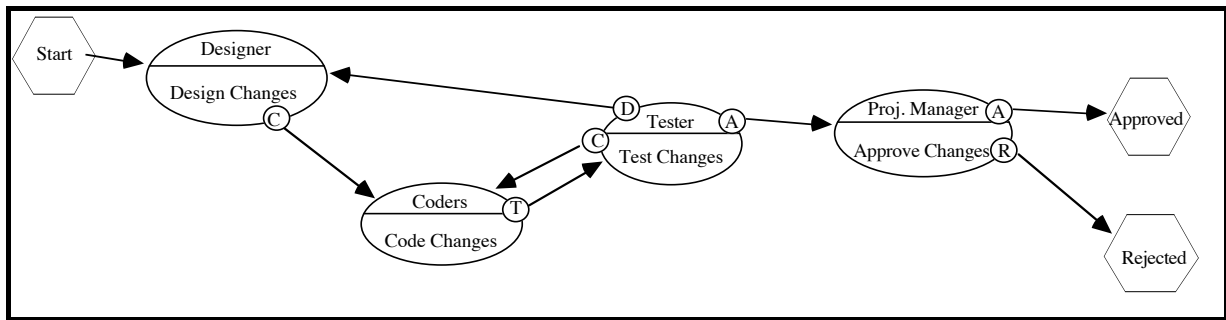 Start
Designer
Design Changes
C
Coders
T
Code Changes
D
Tester
A
C
Test Changes
Proj. Manager
A
Approve Changes
R
Approved
Rejected